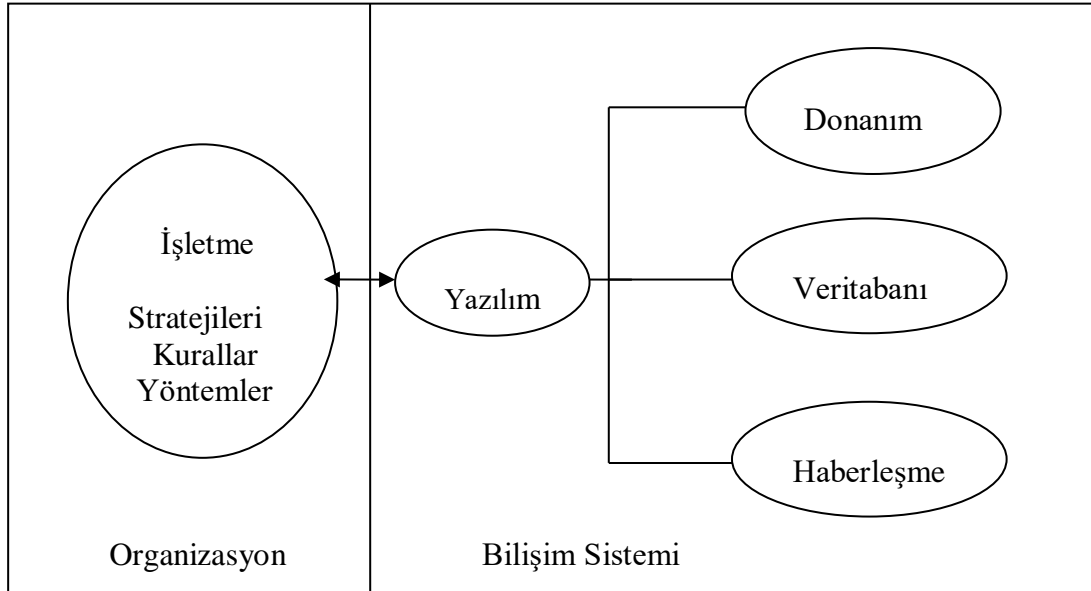 İşletme
Stratejileri
Kurallar
Yöntemler
Organizasyon
Yazılım
Donanım
Veritabanı
Haberleşme
Bilişim Sistemi